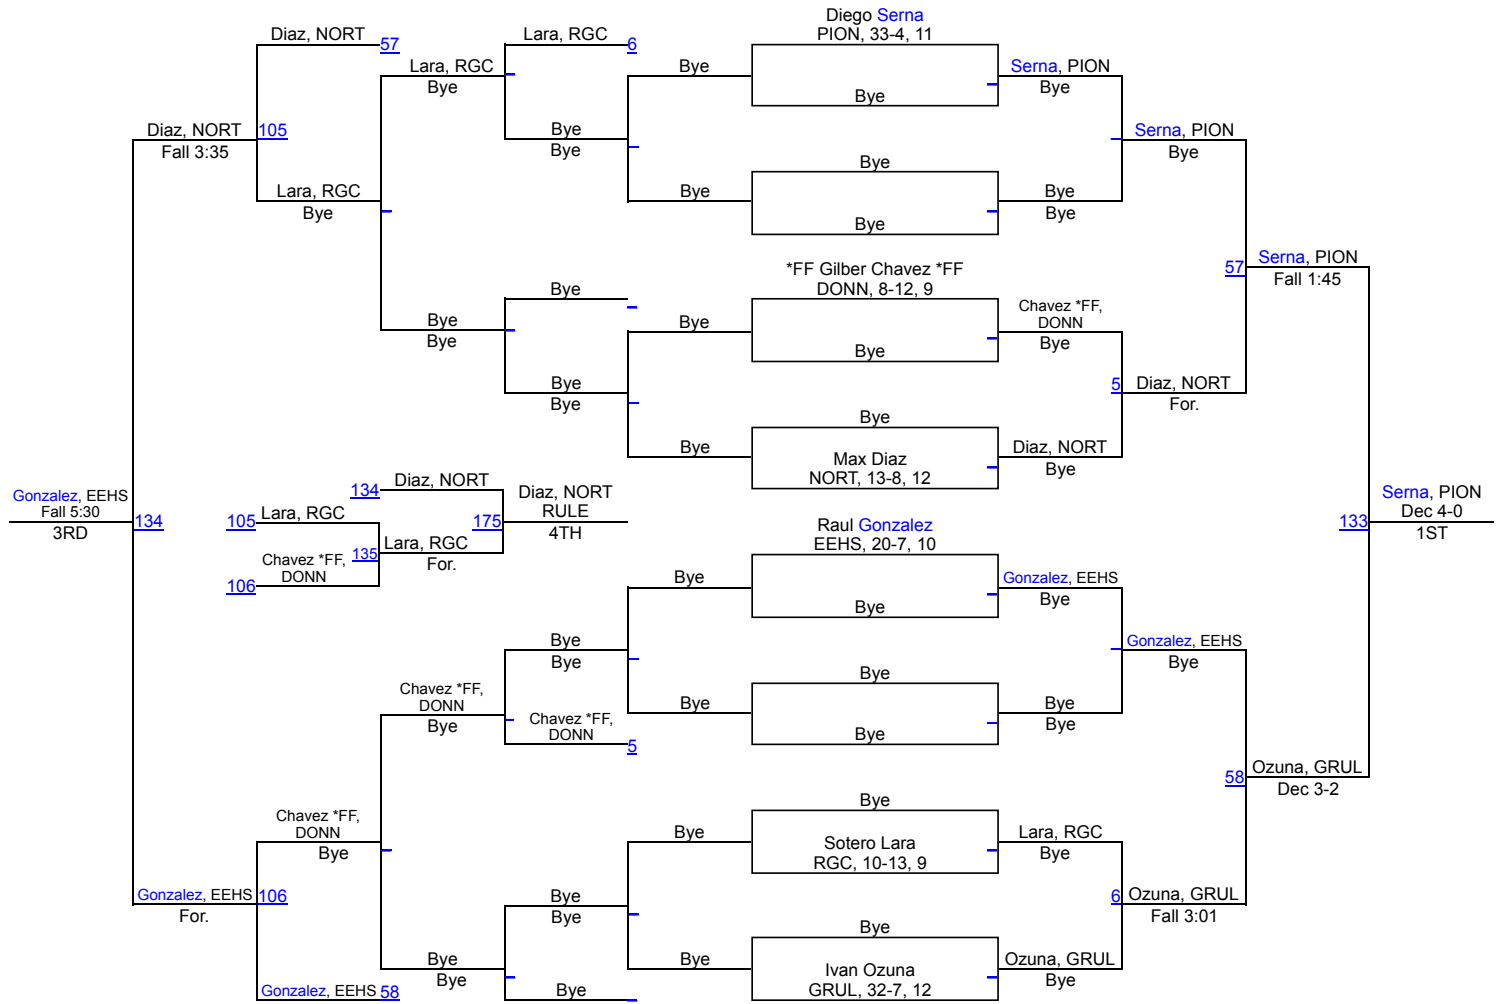 Diego Serna
PION, 33-4, 11
Diaz, NORT
57
Lara, RGC
6
Lara, RGC
Bye
Bye
Serna, PION
Bye
Bye
Diaz, NORT
105
Fall 3:35
Bye
Bye
Serna, PION
Bye
Bye
Lara, RGC
Bye
Bye
Bye
Bye
Bye
*FF Gilber Chavez *FF
DONN, 8-12, 9
57
Serna, PION
Fall 1:45
Bye
Bye
Bye
Bye
Chavez *FF,
DONN
Bye
Bye
Bye
Bye
5
Diaz, NORT
For.
Bye
Bye
Max Diaz
NORT, 13-8, 12
Diaz, NORT
Bye
134
Diaz, NORT
Gonzalez, EEHS
Fall 5:30
3RD
134
105
Lara, RGC
175
Diaz, NORT
RULE
4TH
Chavez *FF,
DONN
106
135
Lara, RGC
For.
133
Serna, PION
Dec 4-0
1ST
Raul Gonzalez
EEHS, 20-7, 10
Bye
Bye
Gonzalez, EEHS
Bye
Bye
Bye
Gonzalez, EEHS
Bye
Chavez *FF,
DONN
Bye
Chavez *FF,
DONN
5
Bye
Bye
Bye
Bye
Bye
58
Ozuna, GRUL
Dec 3-2
Chavez *FF,
DONN
Bye
Bye
Bye
Sotero Lara
RGC, 10-13, 9
Lara, RGC
Bye
Gonzalez, EEHS
106
For.
Bye
Bye
6
Ozuna, GRUL
Fall 3:01
Bye
Bye
Bye
Bye
Ivan Ozuna
GRUL, 32-7, 12
Ozuna, GRUL
Bye
Gonzalez, EEHS
58
Bye